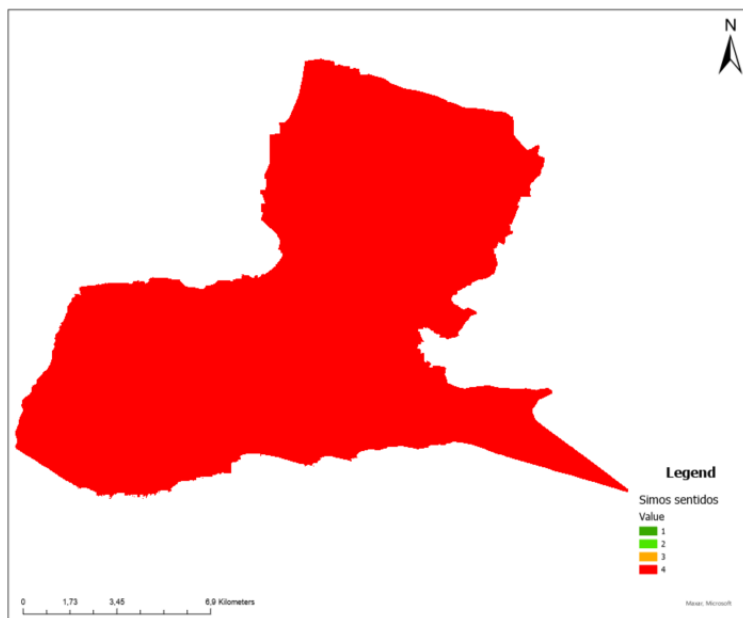 N
Legend
Simos sentidos
Value
1
2
3
4
0 1,73 3,45 6,9 Kilometers
Maxar, Microsoft